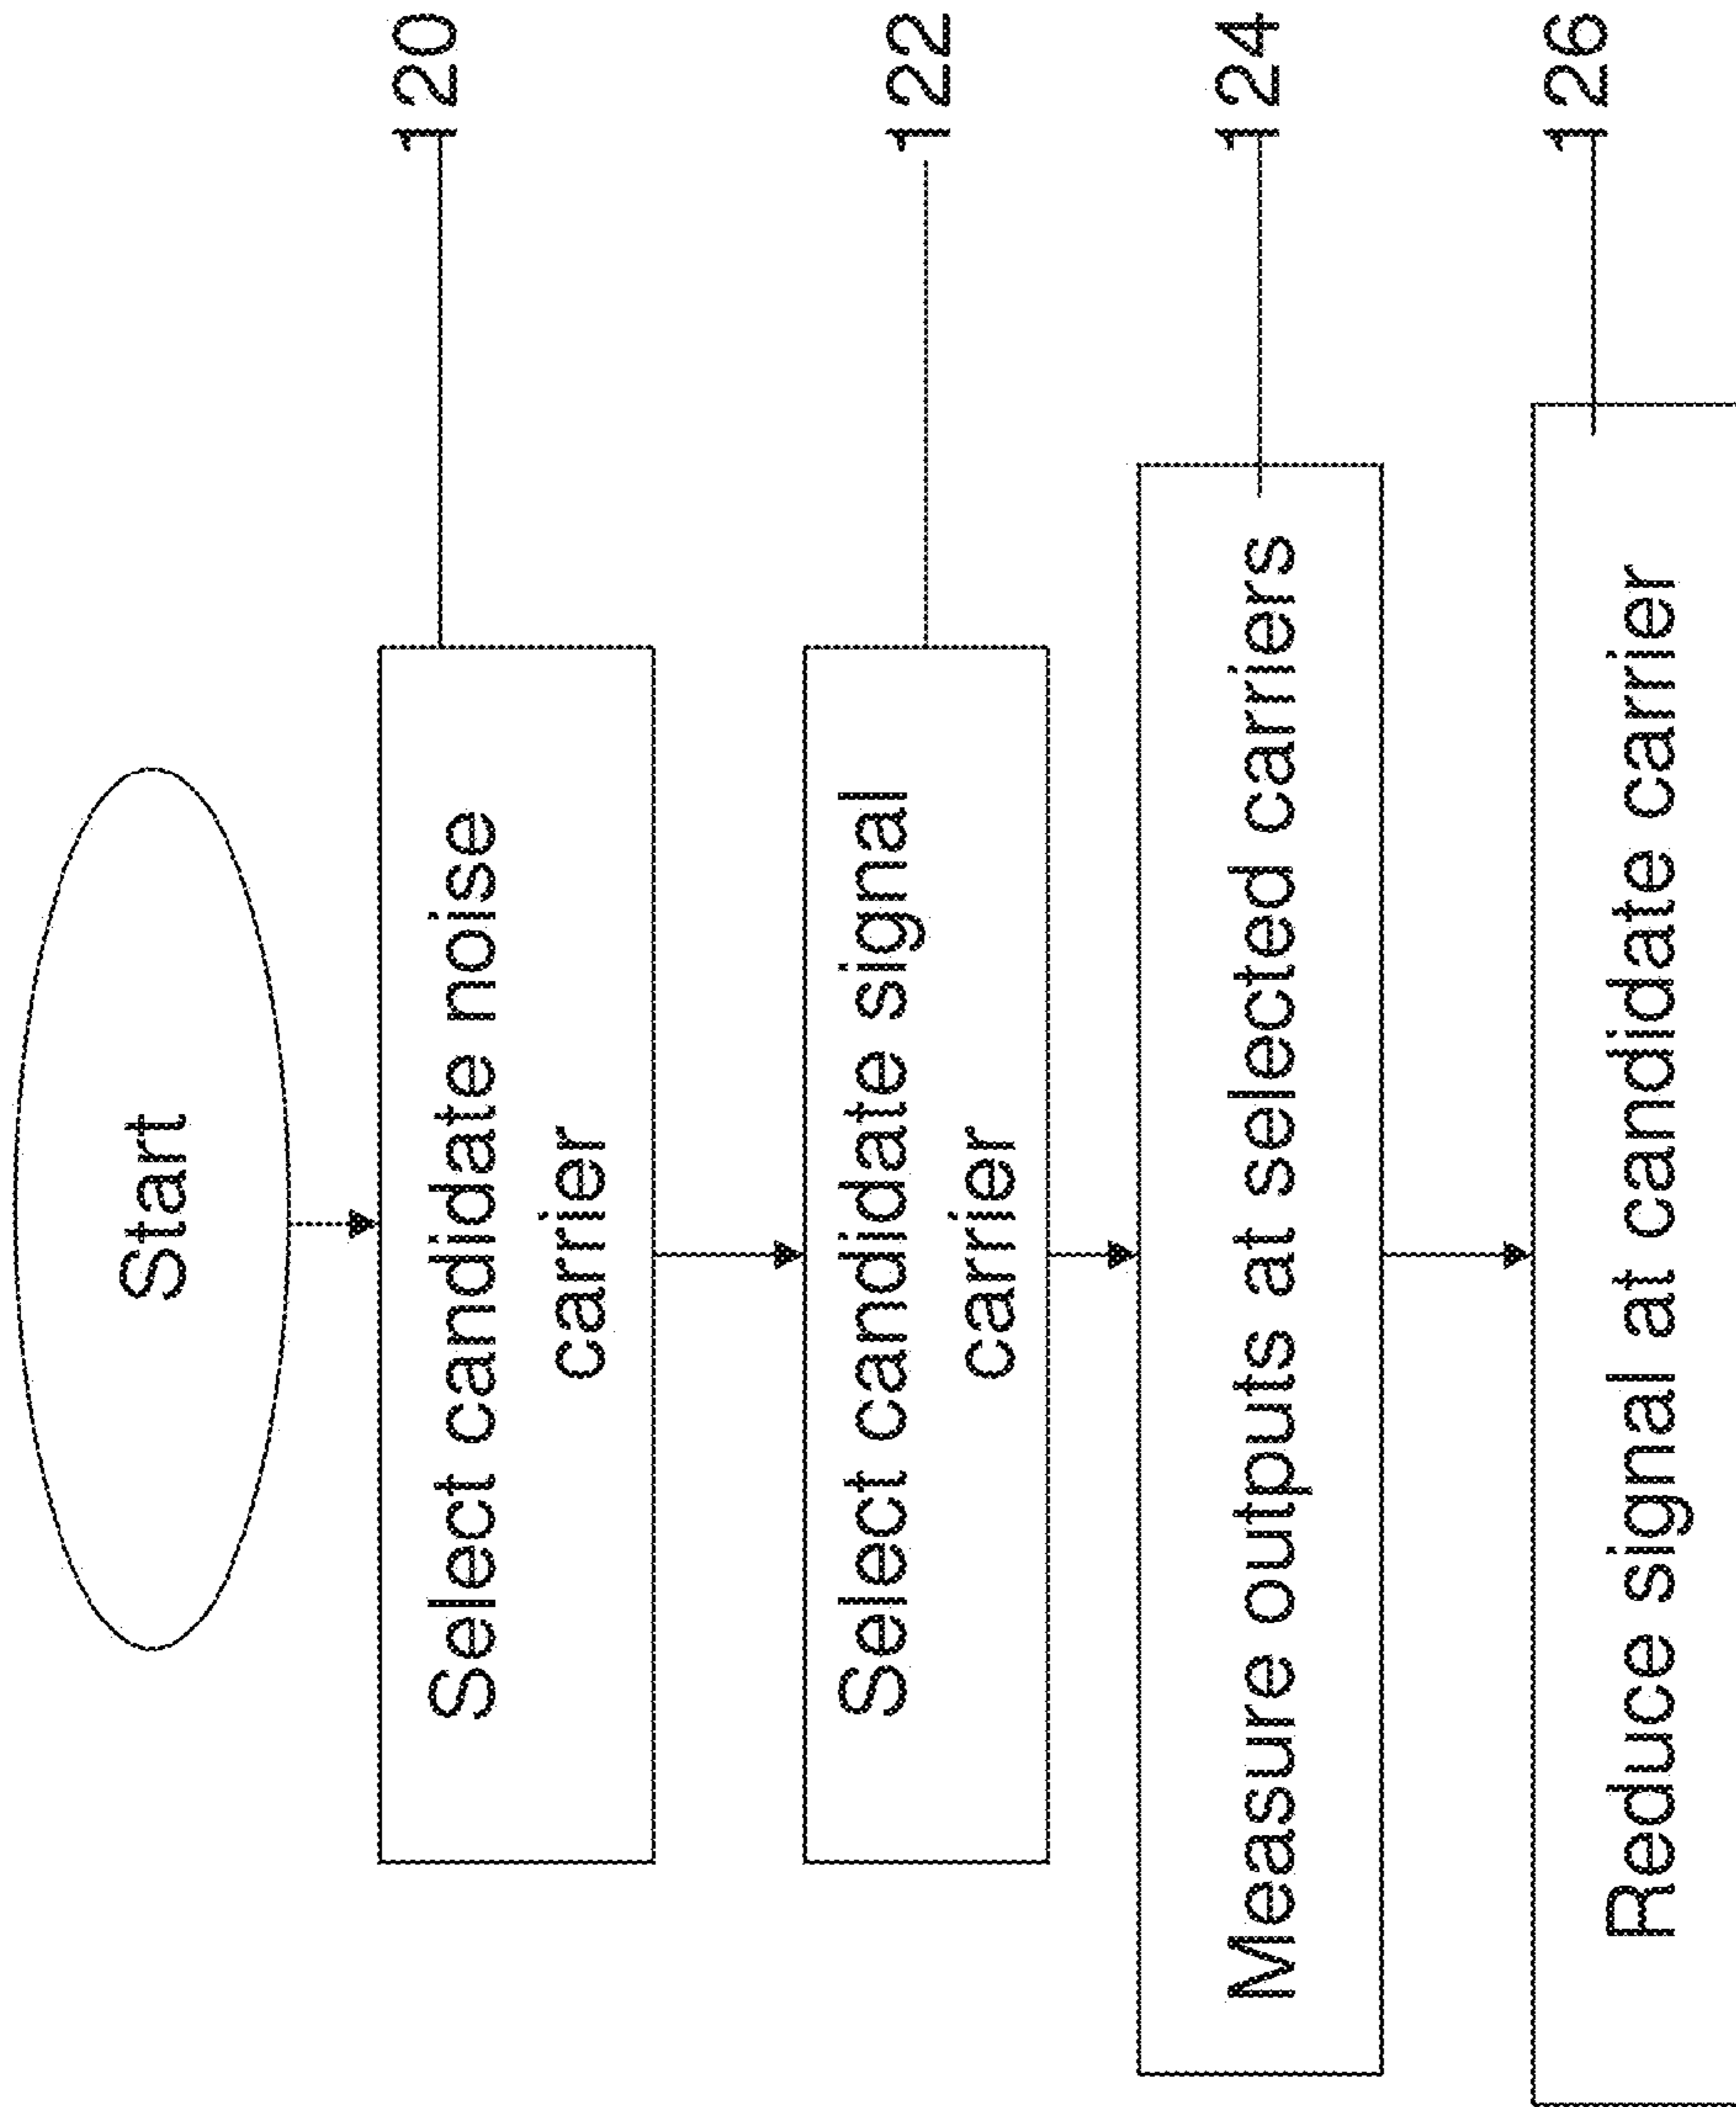 Start
Select candidate noise
carrier
120
Select candidate signal
carrier
122
Measure outputs at selected carriers
124
Reduce signal at candidate carrier
126